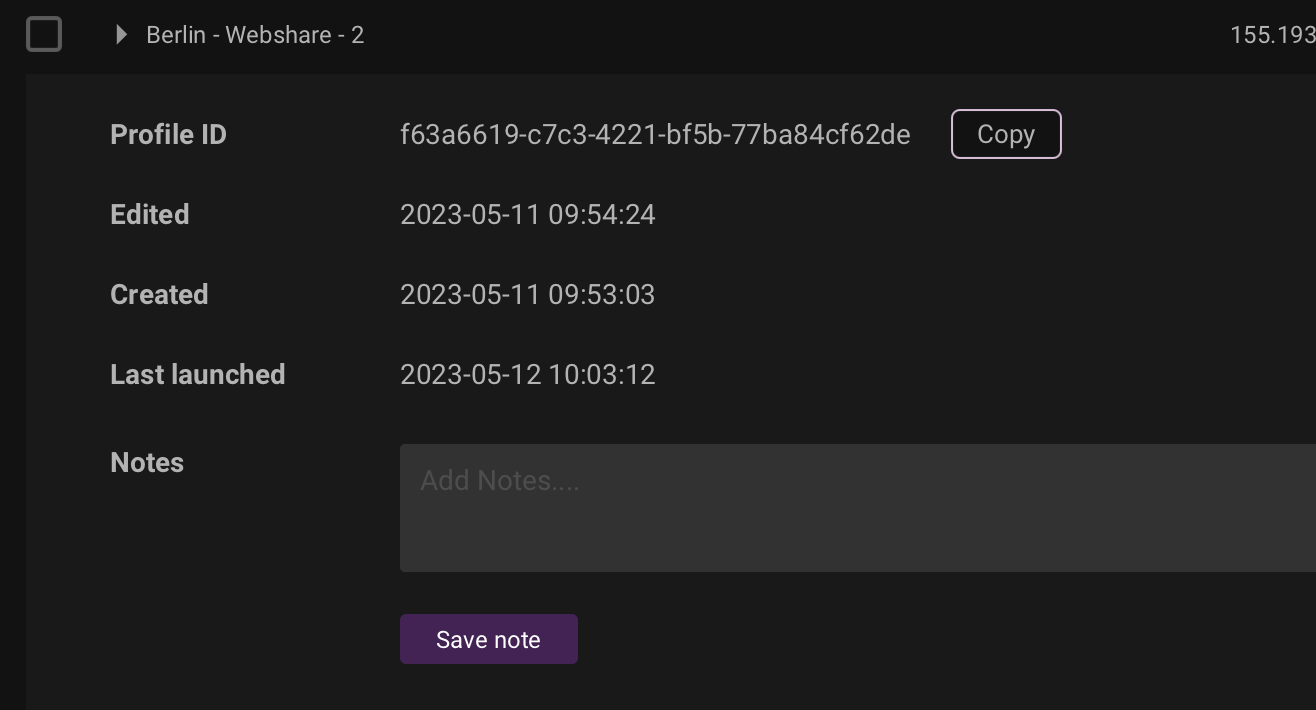 Berlin - Webshare - 2 155.193
Profile ID f63a6619-c7c3-4221-bf5b-77ba84cf62de Copy
Edited 2023-05-11 09:54:24
Created 2023-05-11 09:53:03
Last launched 2023-05-12 10:03:12
Notes Add Notes....
Save note